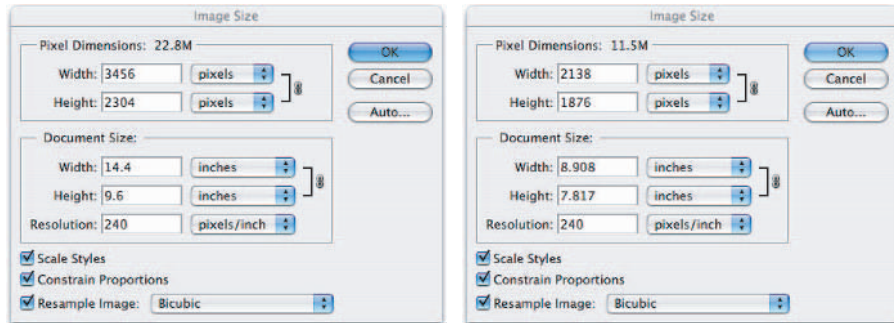 Image Size
Pixel Dimensions: 22.8M
Width: 3456 pixels
Height: 2304 pixels
OK
Cancel
Auto...
Document Size:
Width: 14.4 inches
Height: 9.6 inches
Resolution: 240 pixels/inch
Scale Styles
Constrain Proportions
Resample Image: Bicubic
Image Size
Pixel Dimensions: 11.5M
Width: 2138 pixels
Height: 1876 pixels
OK
Cancel
Auto...
Document Size:
Width: 8.908 inches
Height: 7.817 inches
Resolution: 240 pixels/inch
Scale Styles
Constrain Proportions
Resample Image: Bicubic